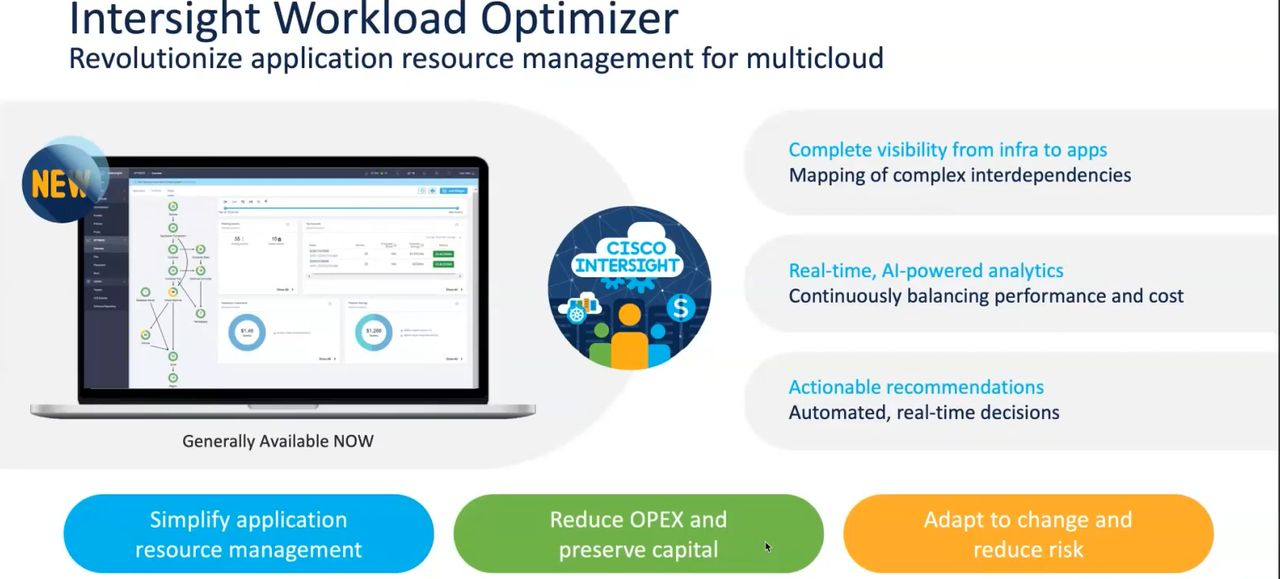 Intersight Workload Optimizer
Revolutionize application resource management for multicloud
NEW
Complete visibility from infra to apps
Mapping of complex interdependencies
CISCO
INTERSIGHT
S
Real-time, AI-powered analytics
Continuously balancing performance and cost
Actionable recommendations
Automated, real-time decisions
Generally Available NOW
Simplify application
resource management
Reduce OPEX and
preserve capital
Adapt to change and
reduce risk